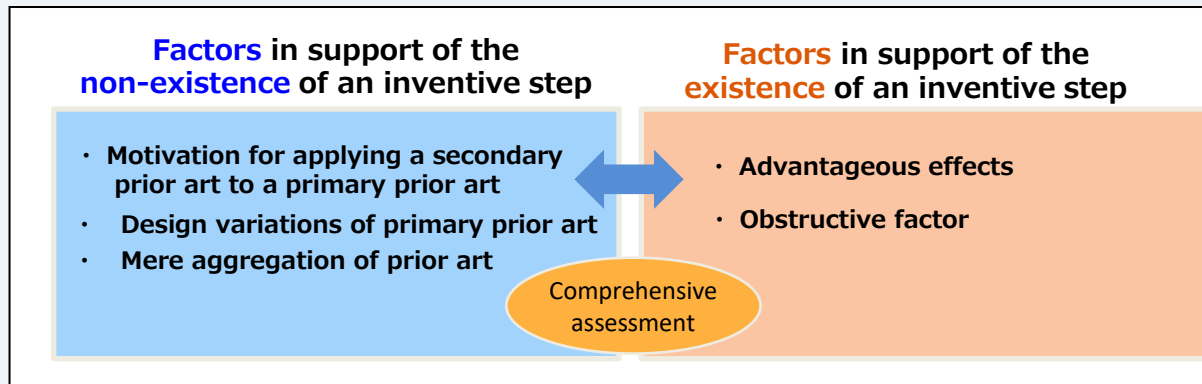 Factors in support of the
non-existence of an inventive step
・ Motivation for applying a secondary
prior art to a primary prior art
・ Design variations of primary prior art
・ Mere aggregation of prior art
Factors in support of the
existence of an inventive step
・ Advantageous effects
・ Obstructive factor
Comprehensive
assessment